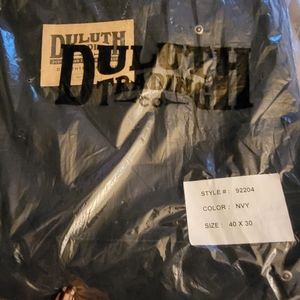 DULUTH
DULUTH
TRADING
CO
STYLE # : 92204
COLOR : NVY
SIZE : 40 X 30